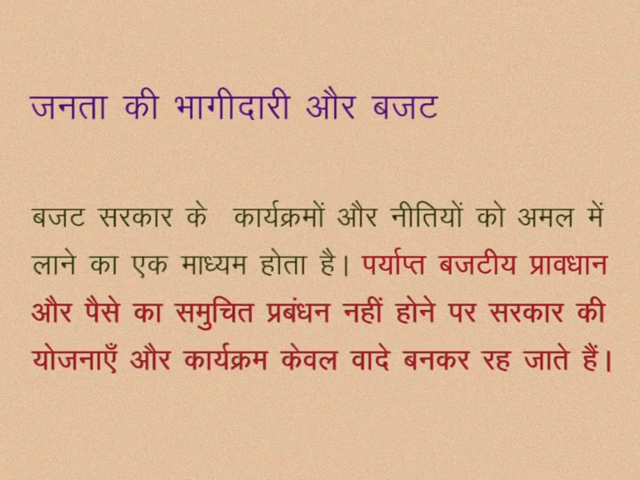 जनता की भागीदारी और बजट
बजट सरकार के कार्यक्रमों और नीतियों को अमल में
लाने का एक माध्यम होता है। पर्याप्त बजटीय प्रावधान
और पैसे का समुचित प्रबंधन नहीं होने पर सरकार की
योजनाएँ और कार्यक्रम केवल वादे बनकर रह जाते हैं।